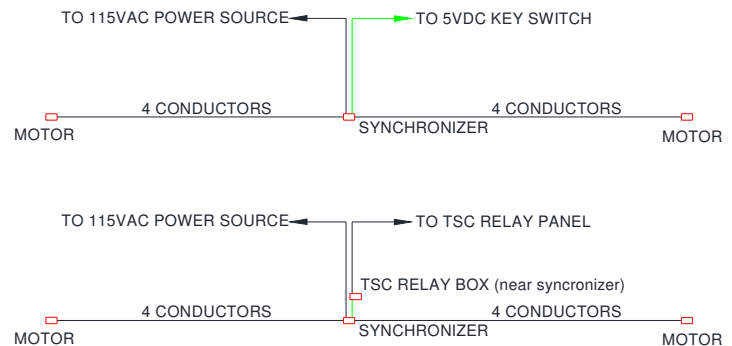 TO 115VAC POWER SOURCE
TO 5VDC KEY SWITCH
4 CONDUCTORS
4 CONDUCTORS
MOTOR
SYNCHRONIZER
MOTOR
TO 115VAC POWER SOURCE
TO TSC RELAY PANEL
TSC RELAY BOX (near syncronizer)
4 CONDUCTORS
4 CONDUCTORS
MOTOR
SYNCHRONIZER
MOTOR